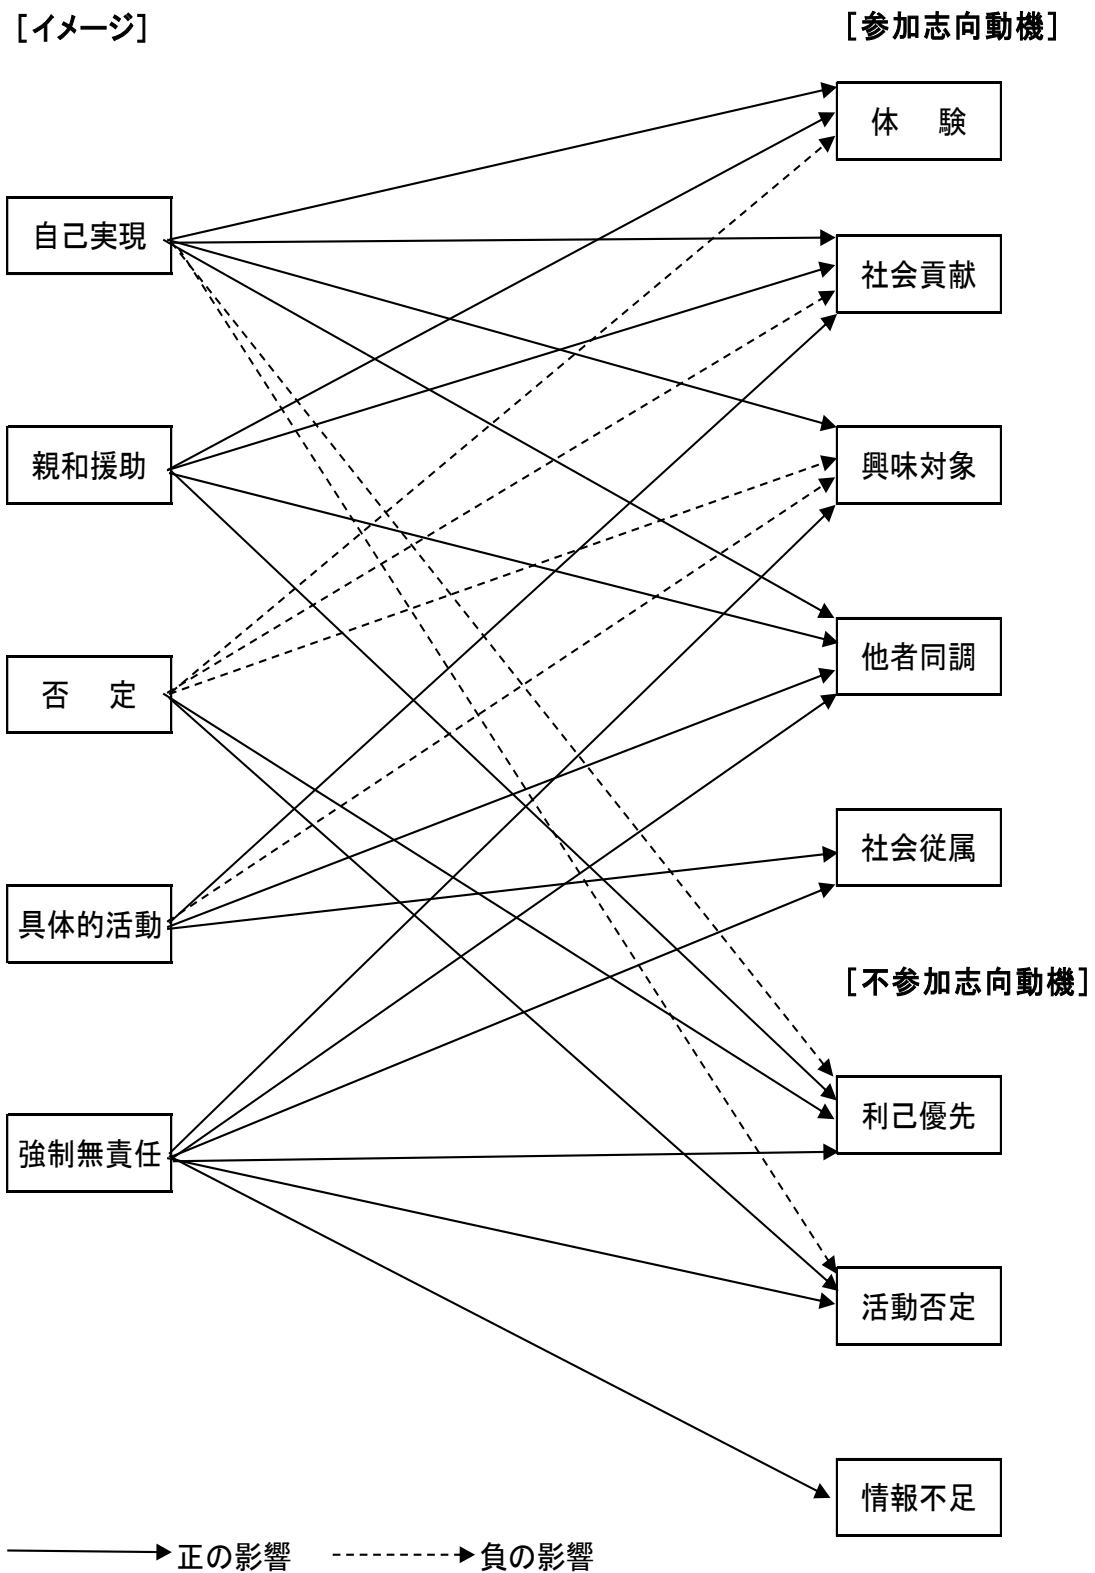 ［イメージ］
自己実現
親和援助
否　定
具体的活動
強制無責任
［参加志向動機］
体　験
社会貢献
興味対象
他者同調
社会従属
［不参加志向動機］
利己優先
活動否定
情報不足
正の影響
負の影響